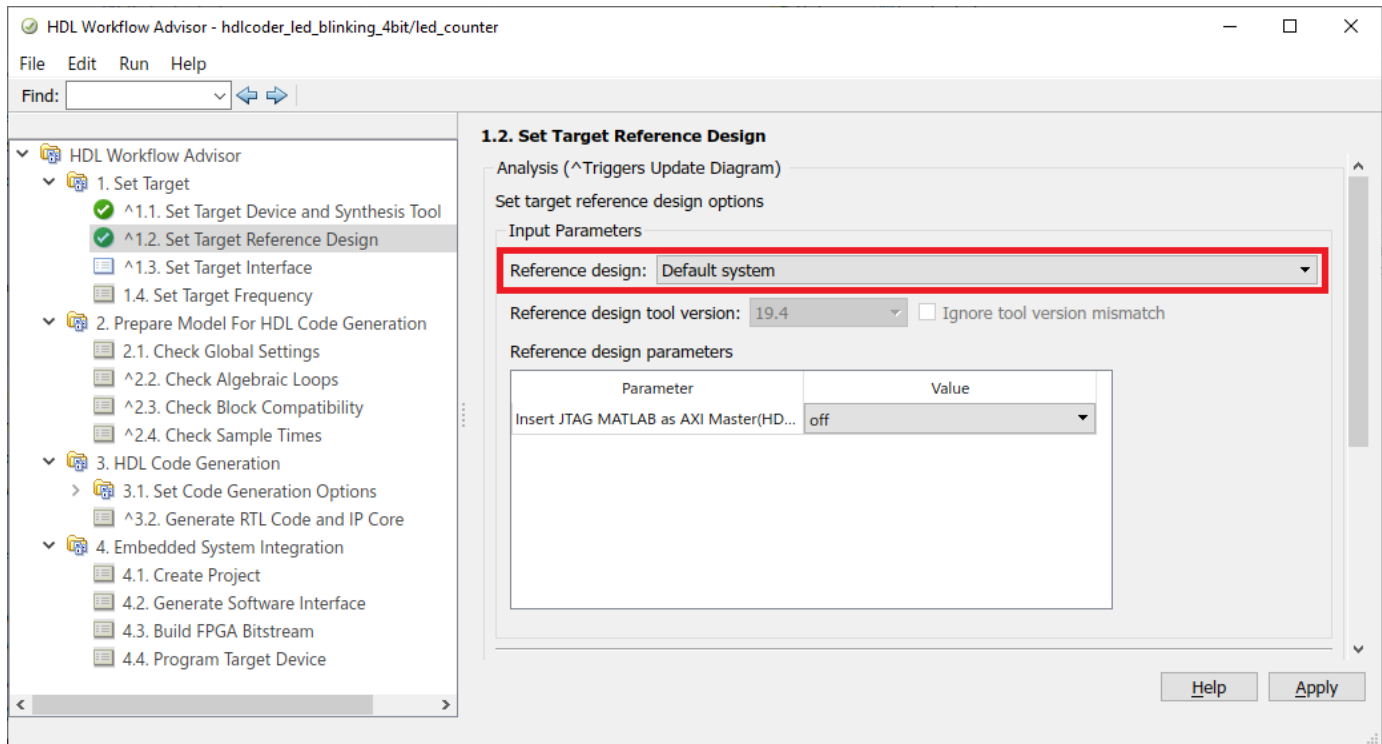 HDL Workflow Advisor - hdlcoder_led_blinking_4bit/led_counter
File Edit Run Help
Find:
HDL Workflow Advisor
1. Set Target
^1.1. Set Target Device and Synthesis Tool
^1.2. Set Target Reference Design
^1.3. Set Target Interface
1.4. Set Target Frequency
2. Prepare Model For HDL Code Generation
2.1. Check Global Settings
^2.2. Check Algebraic Loops
^2.3. Check Block Compatibility
^2.4. Check Sample Times
3. HDL Code Generation
3.1. Set Code Generation Options
^3.2. Generate RTL Code and IP Core
4. Embedded System Integration
4.1. Create Project
4.2. Generate Software Interface
4.3. Build FPGA Bitstream
4.4. Program Target Device
1.2. Set Target Reference Design
Analysis (^Triggers Update Diagram)
Set target reference design options
Input Parameters
Reference design: Default system
Reference design tool version: 19.4 Ignore tool version mismatch
Reference design parameters
Parameter Value
Insert JTAG MATLAB as AXI Master(HD... off
Help Apply